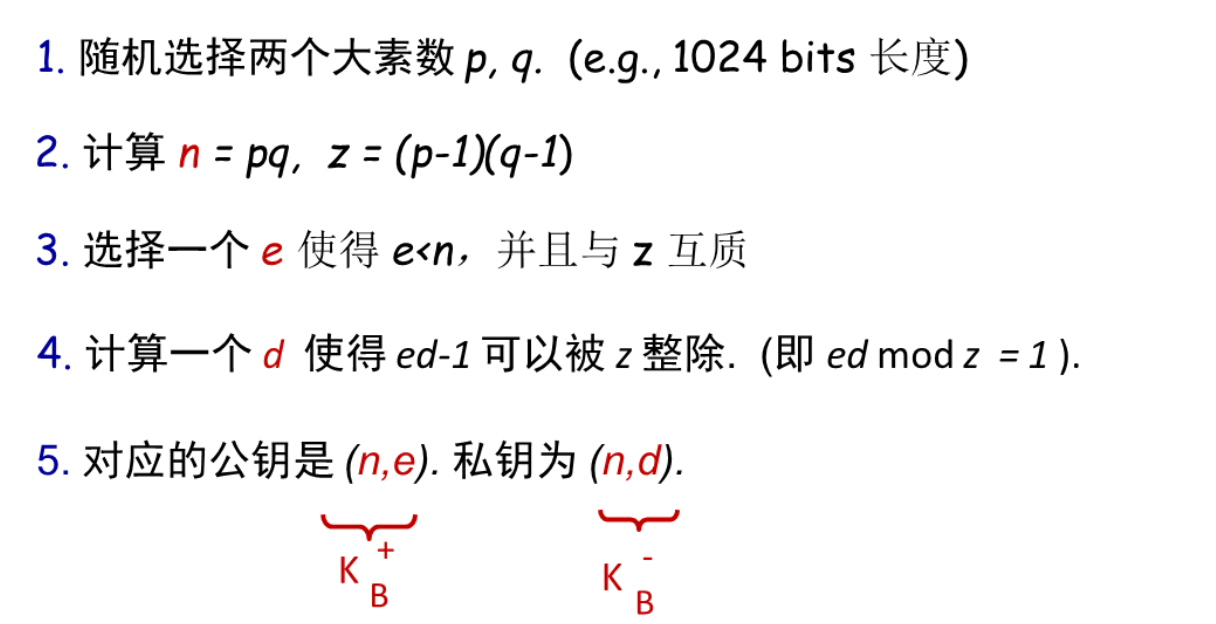 1. 随机选择两个大素数 p, q. (e.g., 1024 bits 长度)
2. 计算 n = pq, z = (p-1)(q-1)
3. 选择一个 e 使得 e<n，并且与 z 互质
4. 计算一个 d 使得 ed-1 可以被 z 整除. (即 ed mod z = 1 ).
5. 对应的公钥是 (n,e). 私钥为 (n,d).
K B + K B -